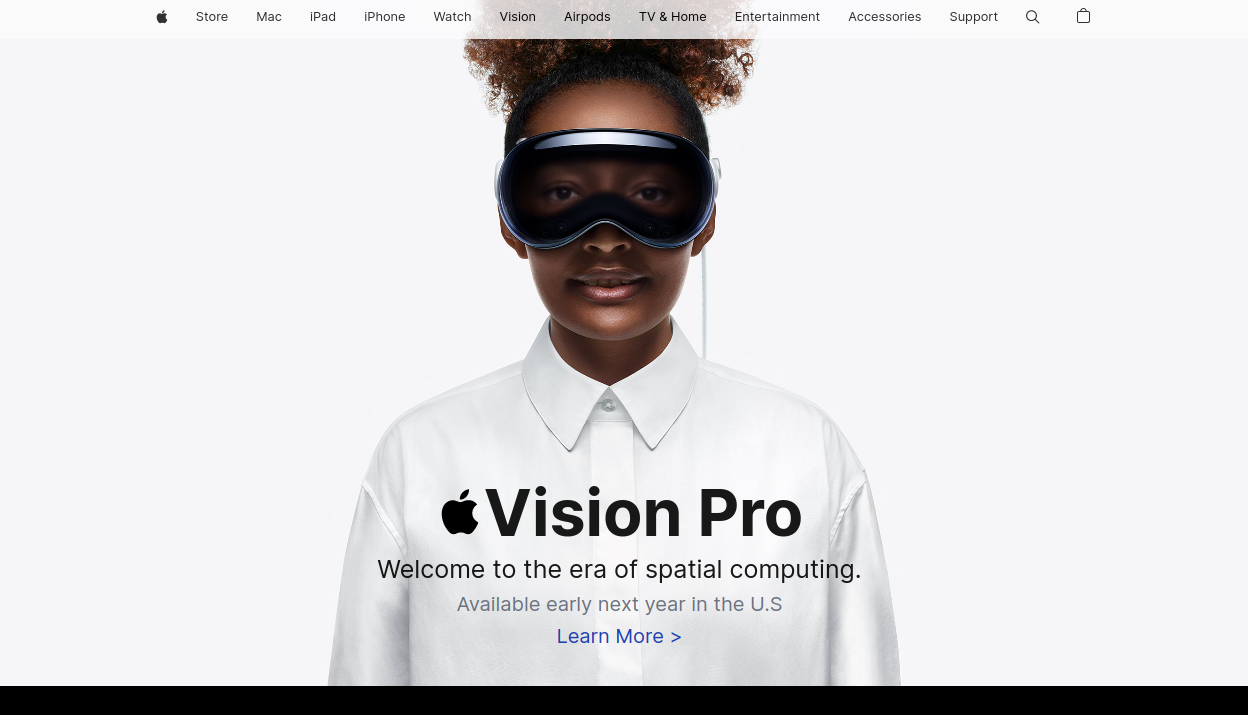 Store Mac iPad iPhone Watch Vision Airpods TV & Home Entertainment Accessories Support
Vision Pro
Welcome to the era of spatial computing.
Available early next year in the U.S
Learn More >